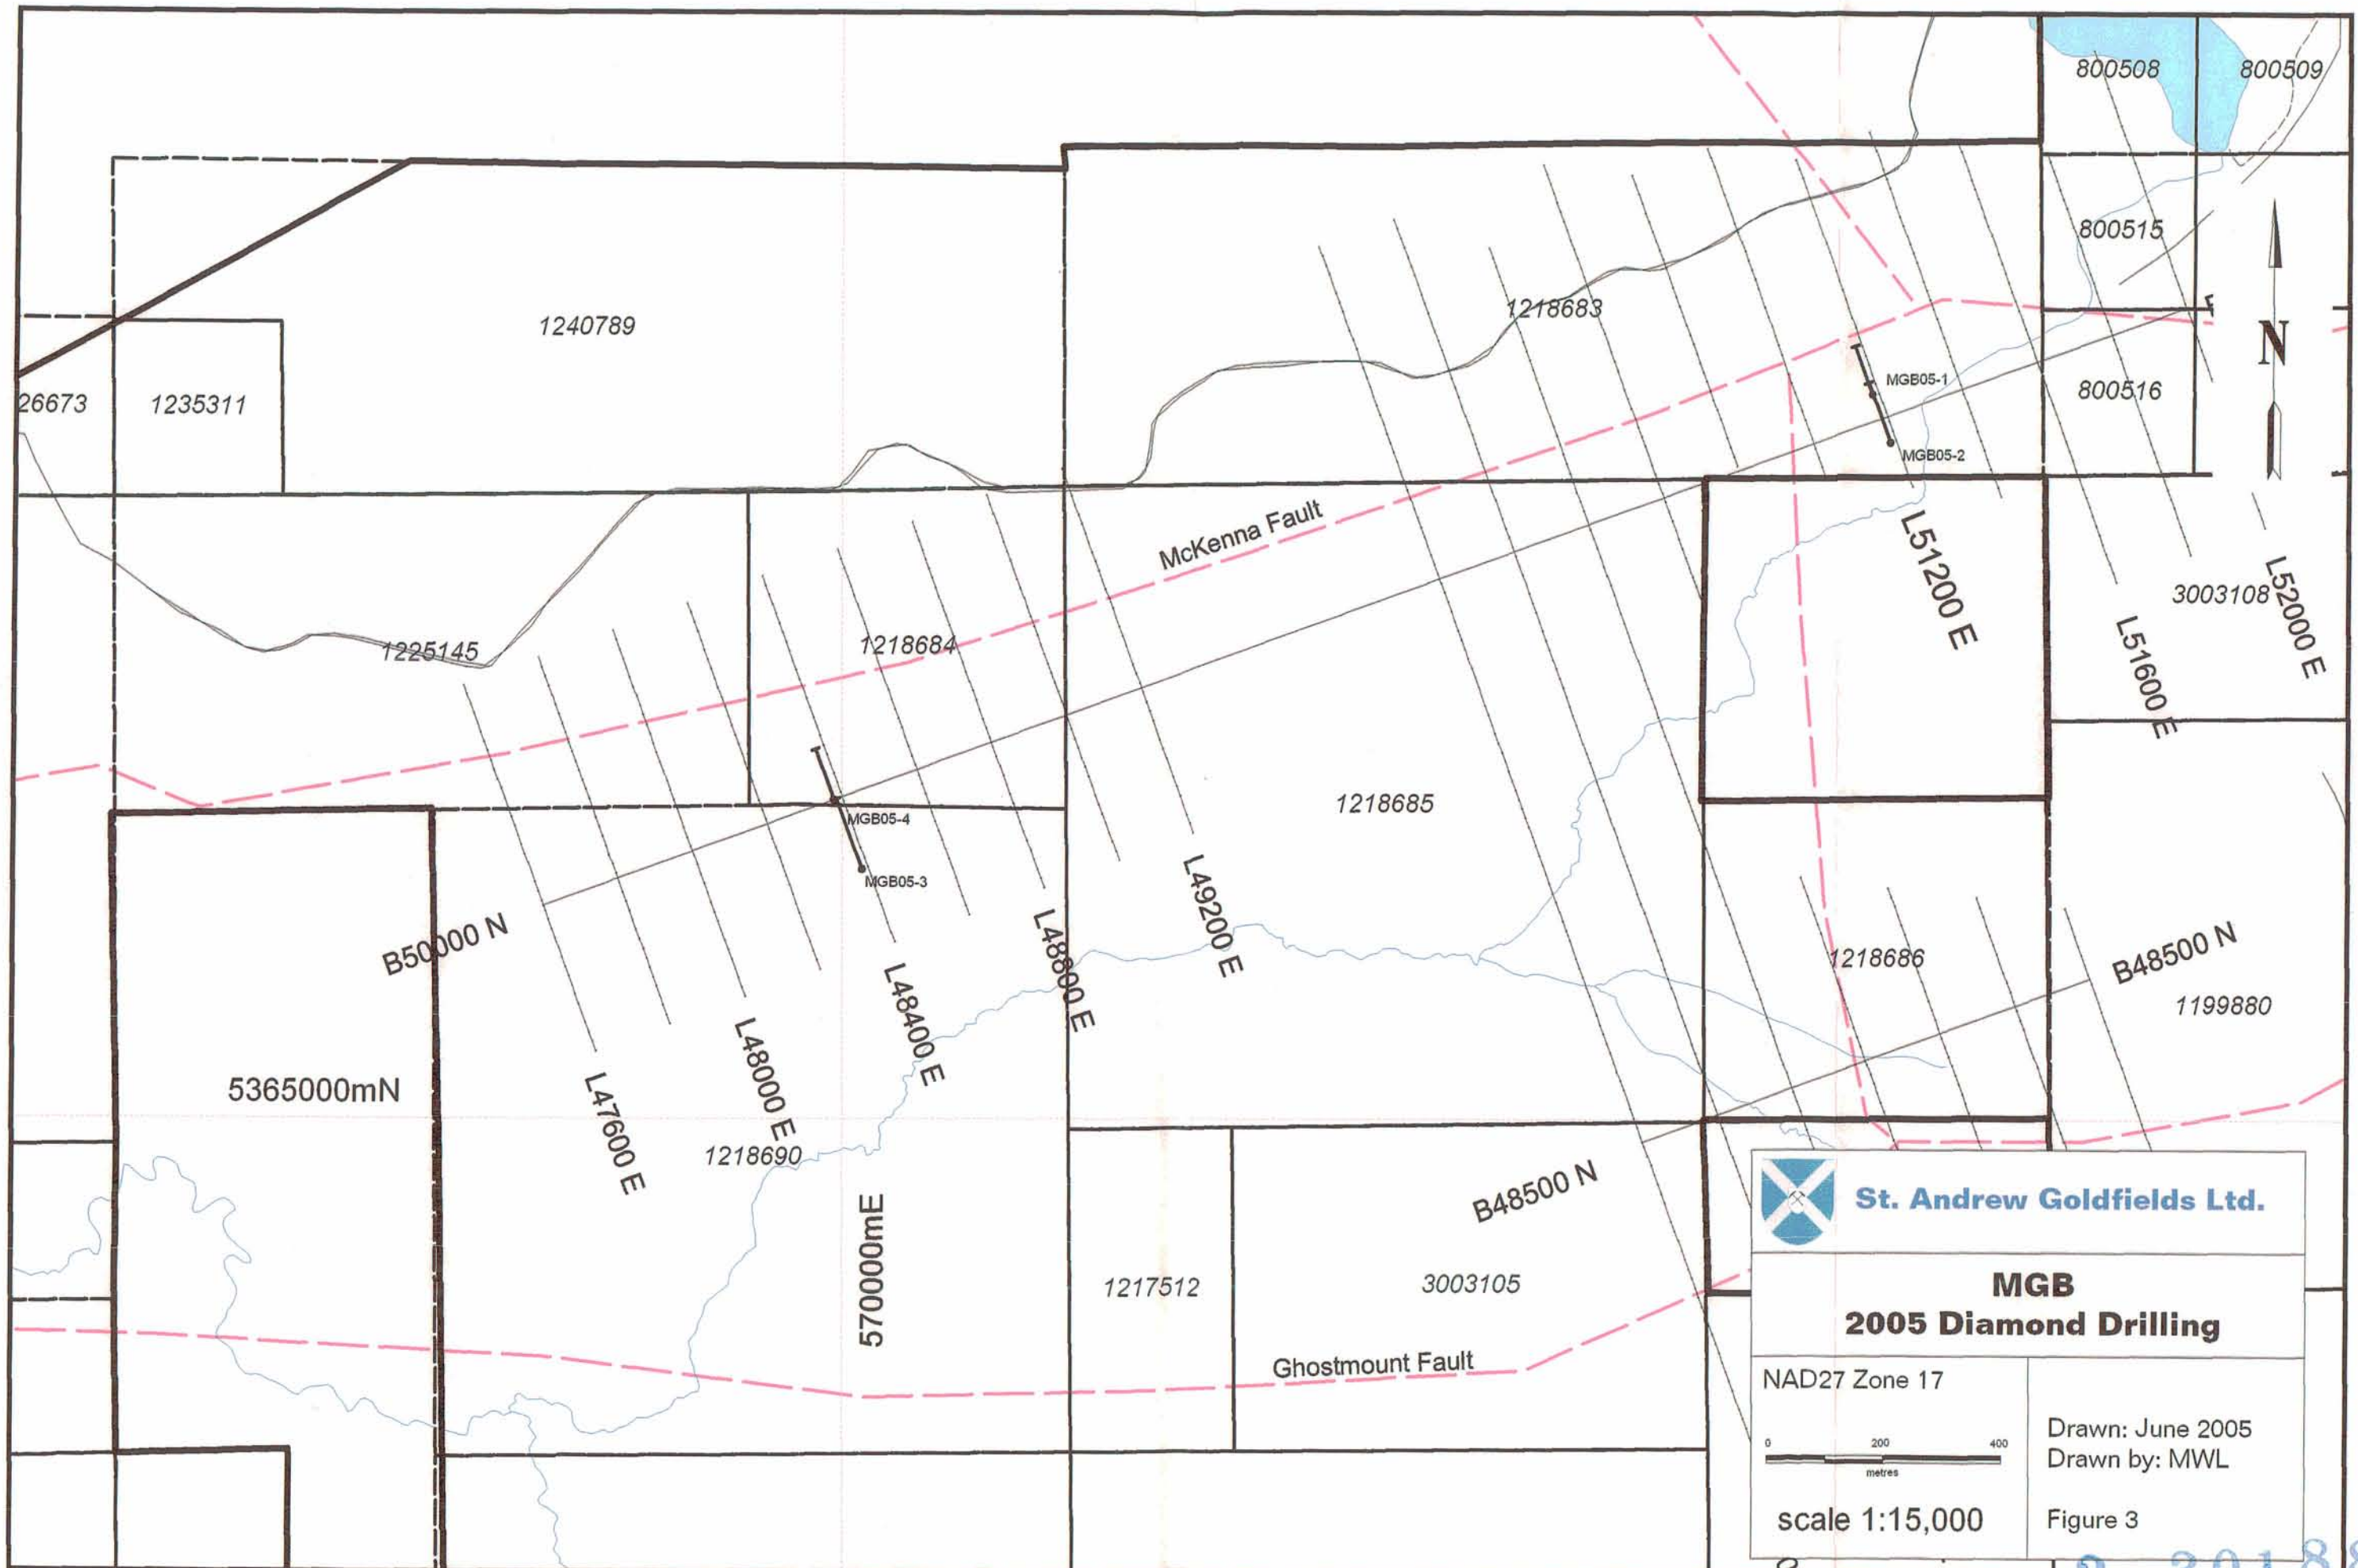 800508
800509
800515
1240789
1218683
26673
1235311
MGB05-1
800516
N
MGB05-2
McKenna Fault
L51200 E
3003108
L52000 E
1225145
1218684
L51600 E
1218685
MGB05-4
MGB05-3
B50000 N
L49200 E
L48800 E
L48400 E
L48000 E
L47600 E
1218686
B48500 N
1199880
5365000mN
1218690
570000mE
B48500 N
1217512
3003105
Ghostmount Fault
St. Andrew Goldfields Ltd.
MGB
2005 Diamond Drilling
NAD27 Zone 17
0 200 400
metres
scale 1:15,000
Drawn: June 2005
Drawn by: MWL
Figure 3